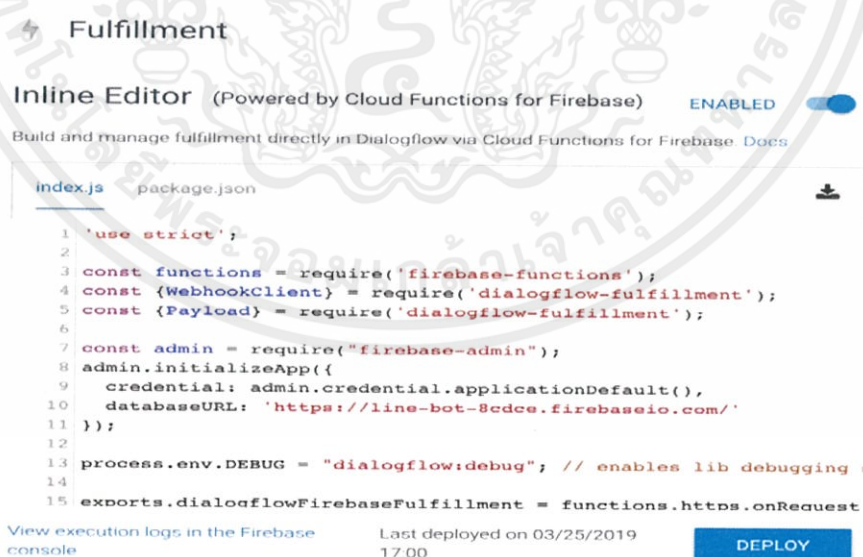 Fulfillment
Inline Editor (Powered by Cloud Functions for Firebase) ENABLED
Build and manage fulfillment directly in Dialogflow via Cloud Functions for Firebase. Docs
index.js package.json
1 'use strict';
2
3 const functions = require('firebase-functions');
4 const {WebhookClient} = require('dialogflow-fulfillment');
5 const {Payload} = require('dialogflow-fulfillment');
6
7 const admin = require("firebase-admin");
8 admin.initializeApp({
9 credential: admin.credential.applicationDefault(),
10 databaseURL: 'https://line-bot-8cdce.firebaseio.com/'
11 });
12
13 process.env.DEBUG = "dialogflow:debug"; // enables lib debugging
14
15 exports.dialogflowFirebaseFulfillment = functions.https.onRequest
View execution logs in the Firebase
console
Last deployed on 03/25/2019
17:00
DEPLOY